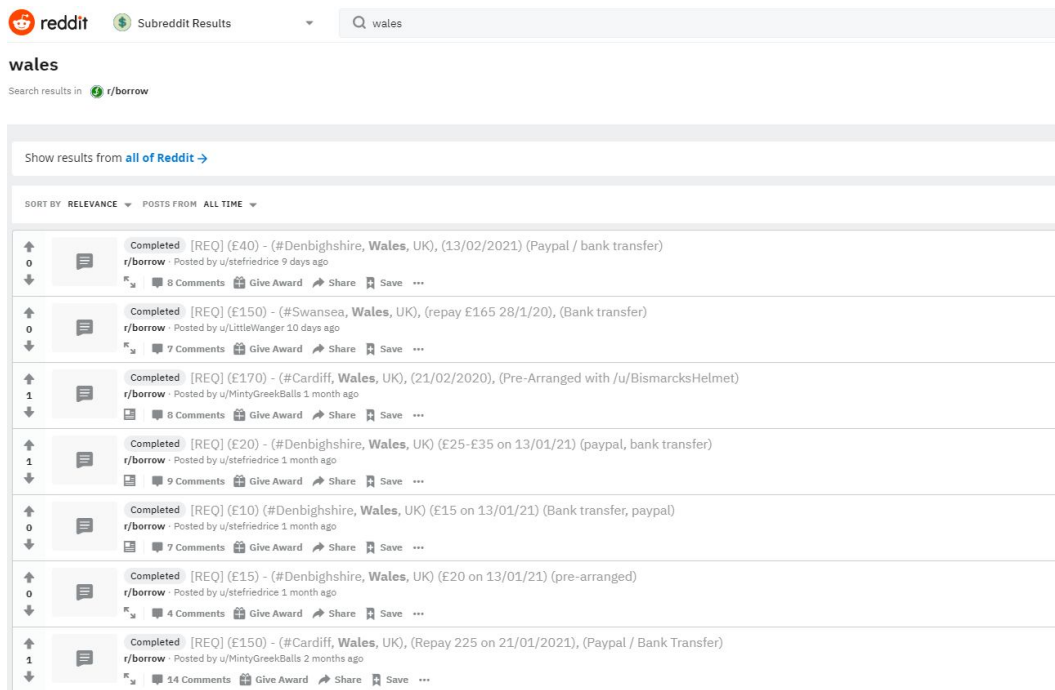 reddit Subreddit Results wales
wales
Search results in r/borrow
Show results from all of Reddit →
SORT BY RELEVANCE POSTS FROM ALL TIME
0
Completed [REQ] (£40) - (#Denbighshire, Wales, UK), (13/02/2021) (Paypal / bank transfer)
r/borrow · Posted by u/stefriedrice 9 days ago
8 Comments Give Award Share Save ...
0
Completed [REQ] (£150) - (#Swansea, Wales, UK), (repay £165 28/1/20), (Bank transfer)
r/borrow · Posted by u/LittleWanger 10 days ago
7 Comments Give Award Share Save ...
1
Completed [REQ] (£170) - (#Cardiff, Wales, UK), (21/02/2020), (Pre-Arranged with /u/BismarcksHelmet)
r/borrow · Posted by u/MintyGreekBalls 1 month ago
8 Comments Give Award Share Save ...
1
Completed [REQ] (£20) - (#Denbighshire, Wales, UK) (£25-£35 on 13/01/21) (paypal, bank transfer)
r/borrow · Posted by u/stefriedrice 1 month ago
9 Comments Give Award Share Save ...
0
Completed [REQ] (£10) (#Denbighshire, Wales, UK) (£15 on 13/01/21) (Bank transfer, paypal)
r/borrow · Posted by u/stefriedrice 1 month ago
7 Comments Give Award Share Save ...
0
Completed [REQ] (£15) - (#Denbighshire, Wales, UK) (£20 on 13/01/21) (pre-arranged)
r/borrow · Posted by u/stefriedrice 1 month ago
4 Comments Give Award Share Save ...
1
Completed [REQ] (£150) - (#Cardiff, Wales, UK), (Repay 225 on 21/01/2021), (Paypal / Bank Transfer)
r/borrow · Posted by u/MintyGreekBalls 2 months ago
14 Comments Give Award Share Save ...